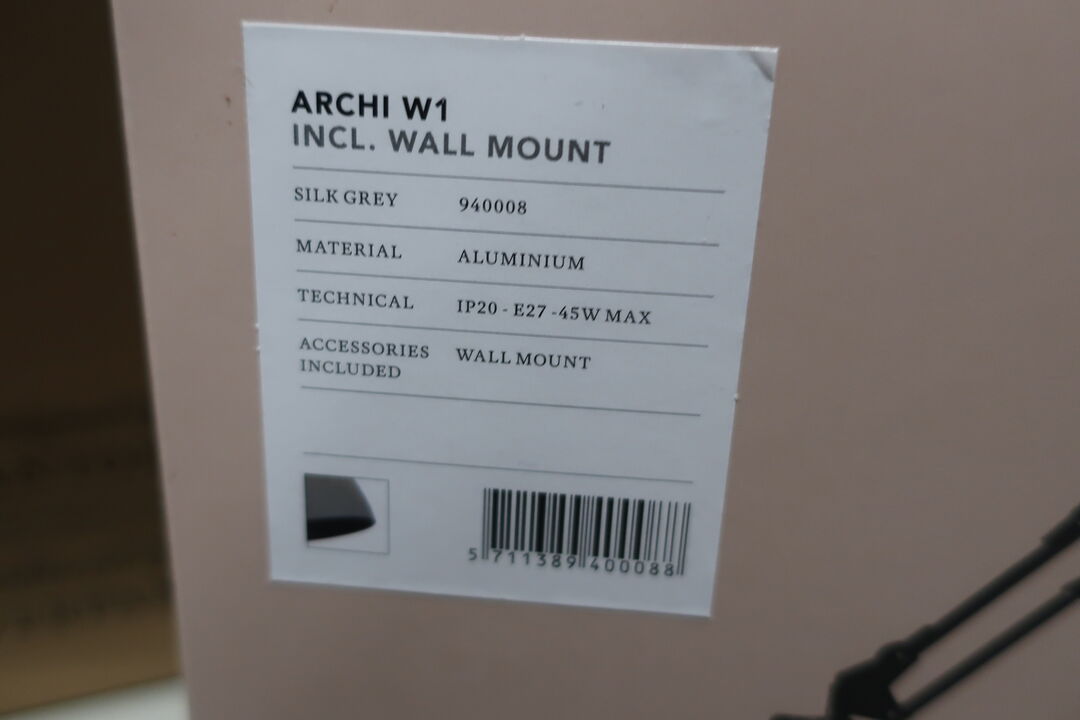 ARCHI W1
INCL. WALL MOUNT
SILK GREY 940008
MATERIAL ALUMINIUM
TECHNICAL IP20 - E27 -45W MAX
ACCESSORIES INCLUDED WALL MOUNT
5 711389 400088